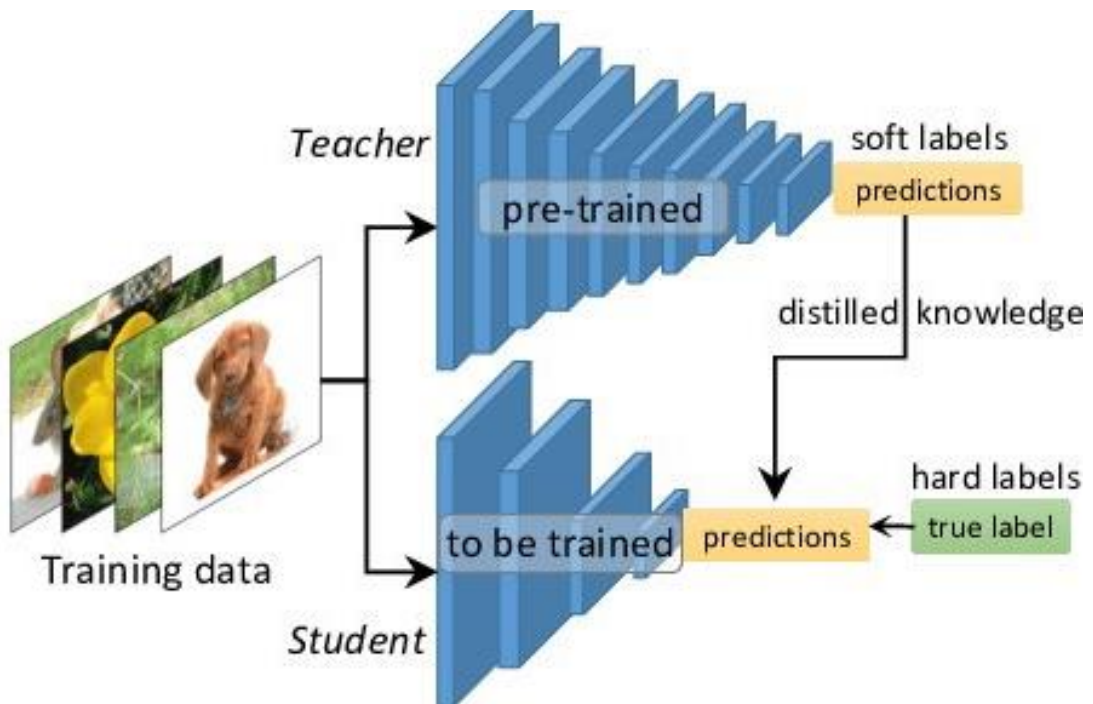 Teacher
pre-trained
soft labels
predictions
distilled knowledge
Training data
Student
to be trained
predictions
hard labels
true label